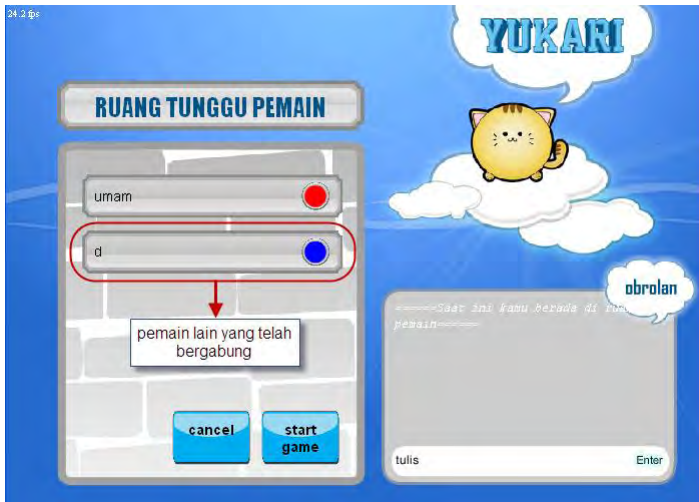 24.2 fps
YUKARI
RUANG TUNGGU PEMAIN
umam
d
pemain lain yang telah
bergabung
cancel
start
game
obrolan
======Saat ini kamu berada di
pemain======
tulis
Enter